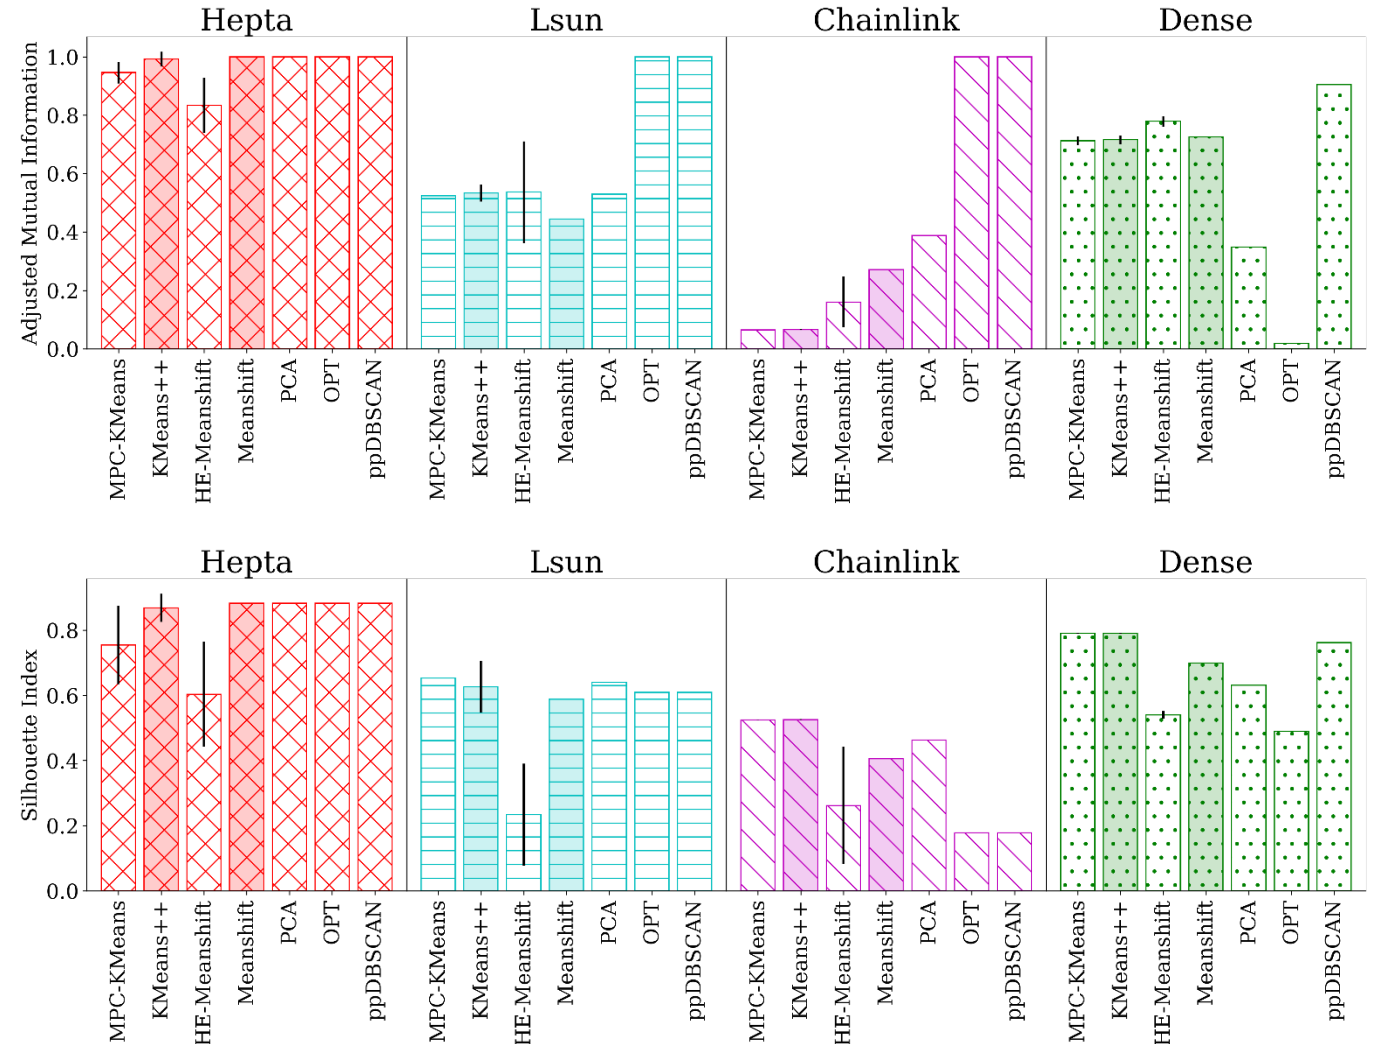 Hepta Lsun Chainlink Dense
Adjusted Mutual Information
1.0
0.8
0.6
0.4
0.2
0.0
MPC-KMeans KMeans++ HE-Meanshift Meanshift PCA OPT ppDBSCAN MPC-KMeans KMeans++ HE-Meanshift Meanshift PCA OPT ppDBSCAN MPC-KMeans KMeans++ HE-Meanshift Meanshift PCA OPT ppDBSCAN MPC-KMeans KMeans++ HE-Meanshift Meanshift PCA OPT ppDBSCAN
Hepta Lsun Chainlink Dense
Silhouette Index
0.8
0.6
0.4
0.2
0.0
MPC-KMeans KMeans++ HE-Meanshift Meanshift PCA OPT ppDBSCAN MPC-KMeans KMeans++ HE-Meanshift Meanshift PCA OPT ppDBSCAN MPC-KMeans KMeans++ HE-Meanshift Meanshift PCA OPT ppDBSCAN MPC-KMeans KMeans++ HE-Meanshift Meanshift PCA OPT ppDBSCAN